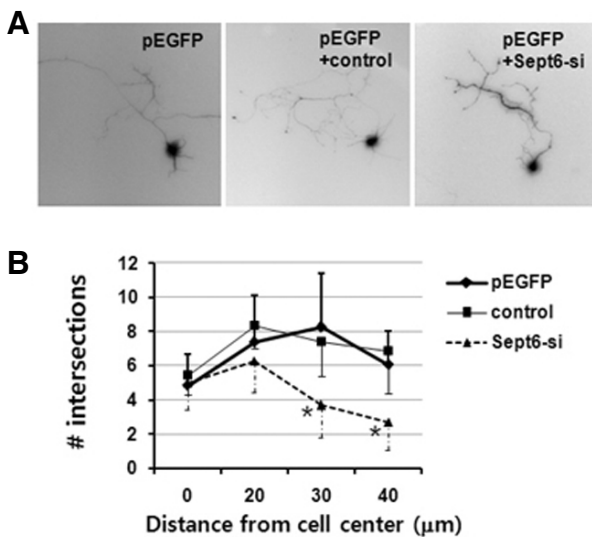 A
pEGFP
pEGFP
+control
pEGFP
+Sept6-si
B
# intersections
12
10
8
6
4
2
0
*
*
0 20 30 40
Distance from cell center (μm)
pEGFP
control
Sept6-si